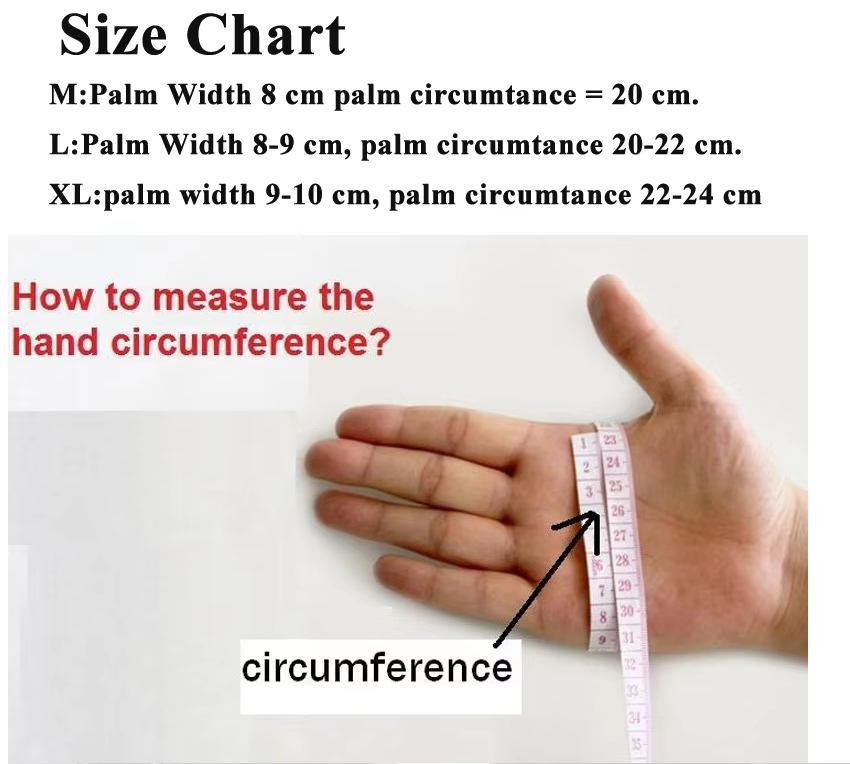 Size Chart
M:Palm Width 8 cm palm circumtance = 20 cm.
L:Palm Width 8-9 cm, palm circumtance 20-22 cm.
XL:palm width 9-10 cm, palm circumtance 22-24 cm
How to measure the
hand circumference?
1 23
2 24
3 25
26
27
6 28
7 29
8 30
9 31
32
33
34
35
circumference